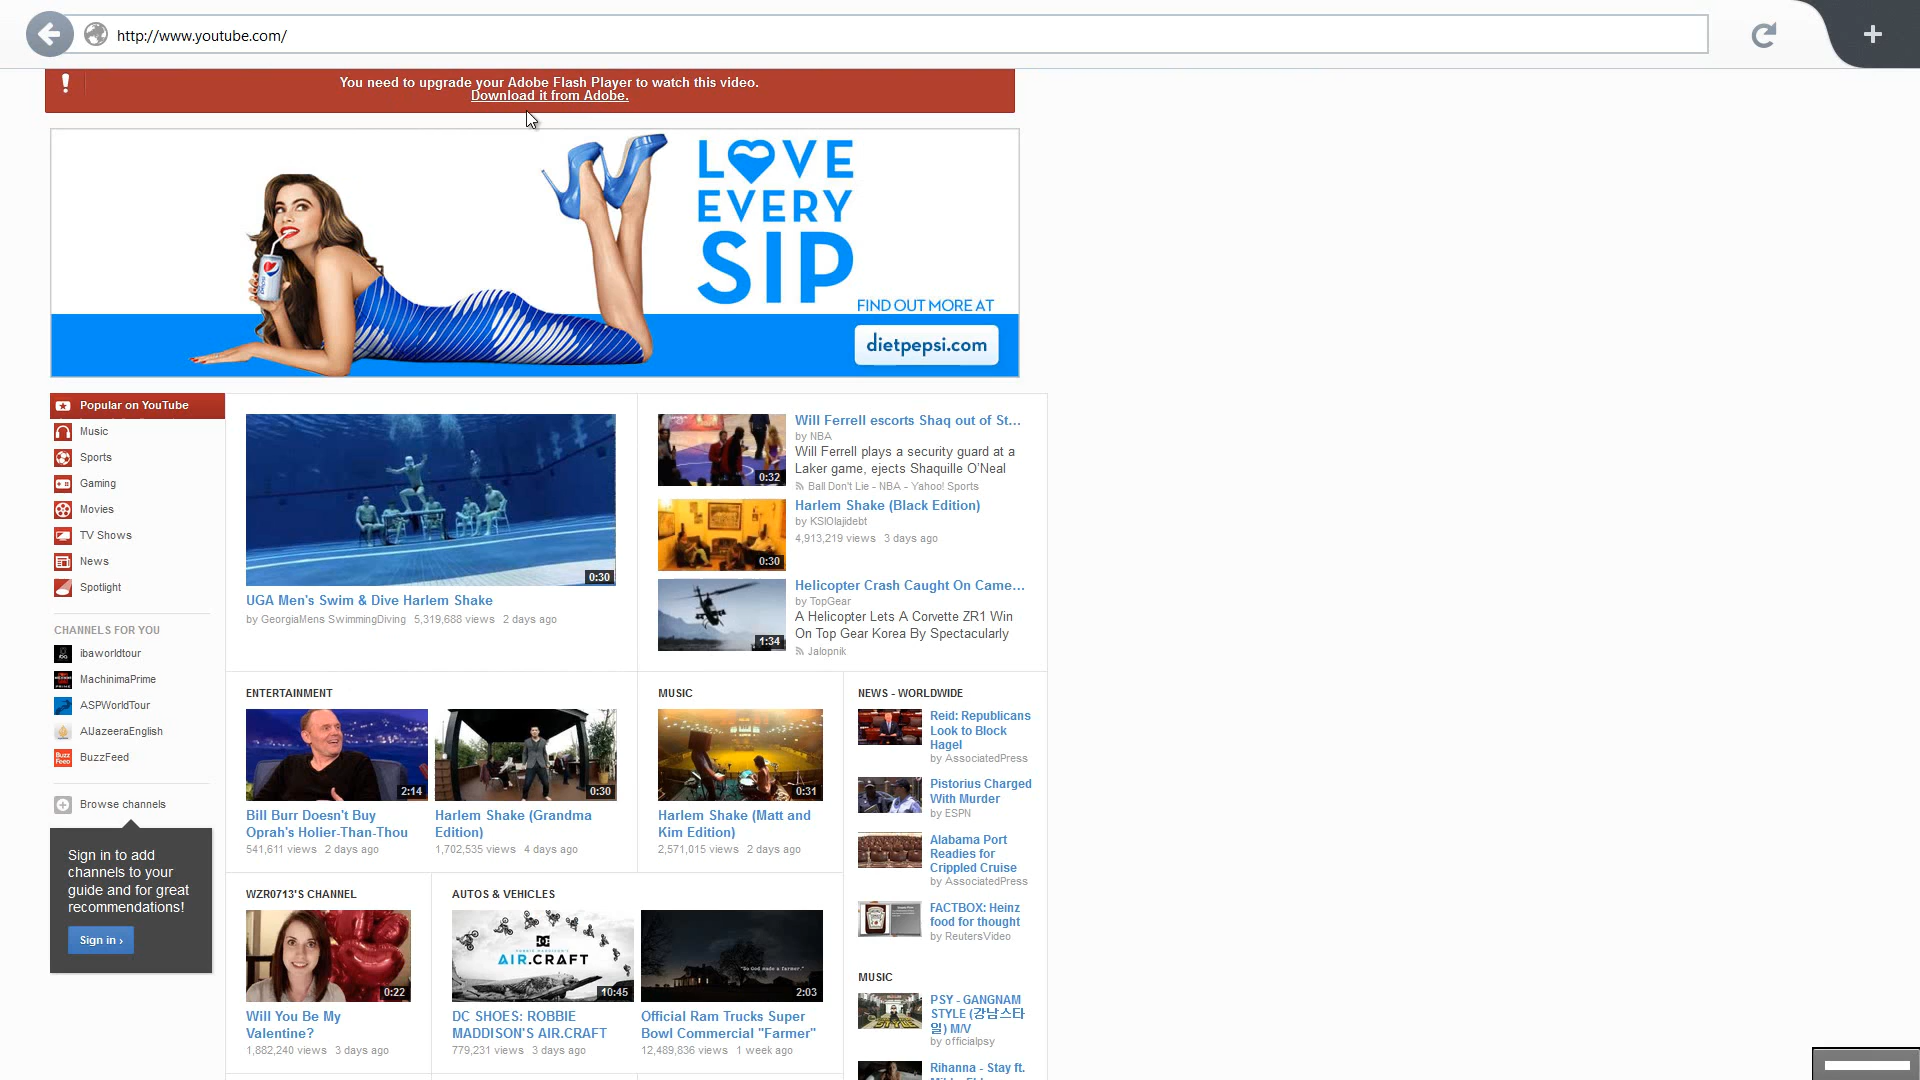 http://www.youtube.com/
You need to upgrade your Adobe Flash Player to watch this video.
Download it from Adobe.
LOVE
EVERY
SIP
FIND OUT MORE AT
dietpepsi.com
Popular on YouTube
Music
Sports
Gaming
Movies
TV Shows
News
Spotlight
CHANNELS FOR YOU
ibaworldtour
MachinimaPrime
ASPWorldTour
AlJazeeraEnglish
BuzzFeed
Browse channels
Sign in to add
channels to your
guide and for great
recommendations!
Sign in ›
0:30
UGA Men's Swim & Dive Harlem Shake
by GeorgiaMens SwimmingDiving 5,319,688 views 2 days ago
0:32
Will Ferrell escorts Shaq out of St...
by NBA
Will Ferrell plays a security guard at a
Laker game, ejects Shaquille O'Neal
Ball Don't Lie - NBA - Yahoo! Sports
0:30
Harlem Shake (Black Edition)
by KSIOlajidebt
4,913,219 views 3 days ago
1:34
Helicopter Crash Caught On Came...
by TopGear
A Helicopter Lets A Corvette ZR1 Win
On Top Gear Korea By Spectacularly
Jalopnik
ENTERTAINMENT
2:14
Bill Burr Doesn't Buy
Oprah's Holier-Than-Thou
541,611 views 2 days ago
0:30
Harlem Shake (Grandma
Edition)
1,702,535 views 4 days ago
MUSIC
0:31
Harlem Shake (Matt and
Kim Edition)
2,571,015 views 2 days ago
WZR0713'S CHANNEL
0:22
Will You Be My
Valentine?
1,882,240 views 3 days ago
AUTOS & VEHICLES
DC
AIR.CRAFT
10:45
DC SHOES: ROBBIE
MADDISON'S AIR.CRAFT
779,231 views 3 days ago
"So God made a farmer."
2:03
Official Ram Trucks Super
Bowl Commercial "Farmer"
12,489,836 views 1 week ago
NEWS - WORLDWIDE
Reid: Republicans
Look to Block
Hagel
by AssociatedPress
Pistorius Charged
With Murder
by ESPN
Alabama Port
Readies for
Crippled Cruise
by AssociatedPress
FACTBOX: Heinz
food for thought
by ReutersVideo
MUSIC
PSY - GANGNAM
STYLE (강남스타
일) M/V
by officialpsy
Rihanna - Stay ft.